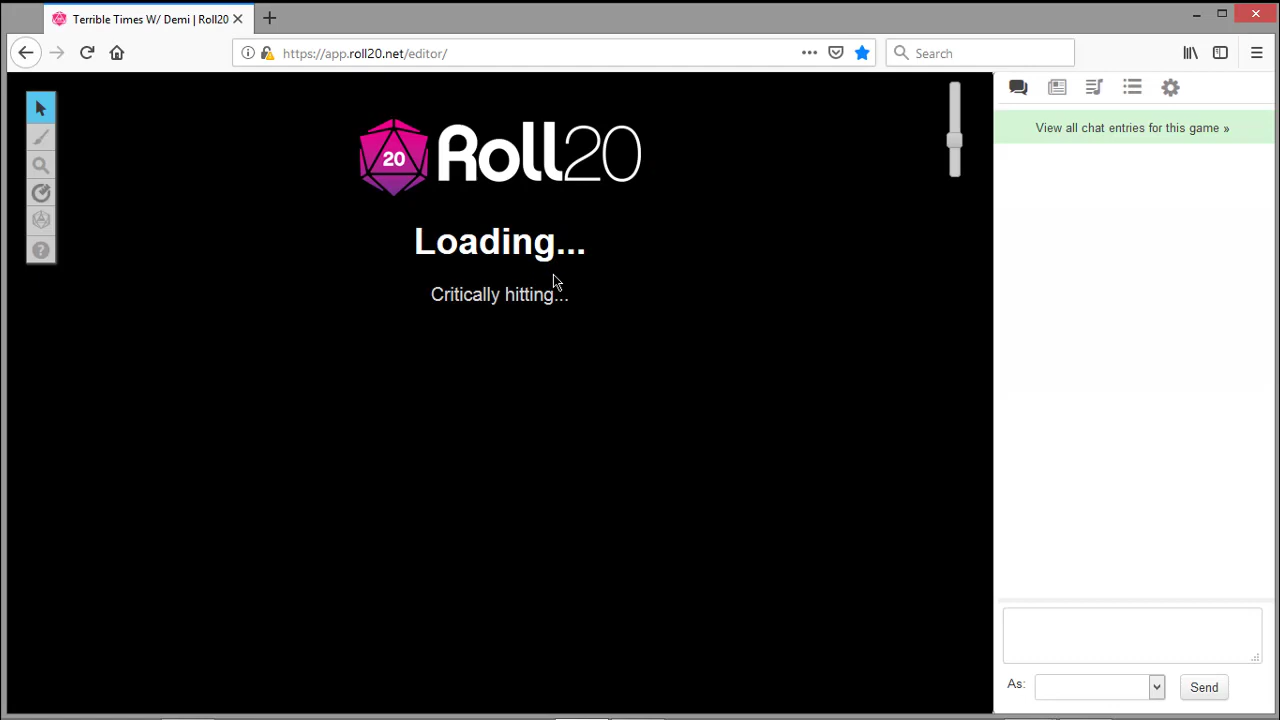 Terrible Times W/ Demi | Roll20
https://app.roll20.net/editor/
Search
View all chat entries for this game »
20
Roll20
Loading...
Critically hitting...
As:
Send